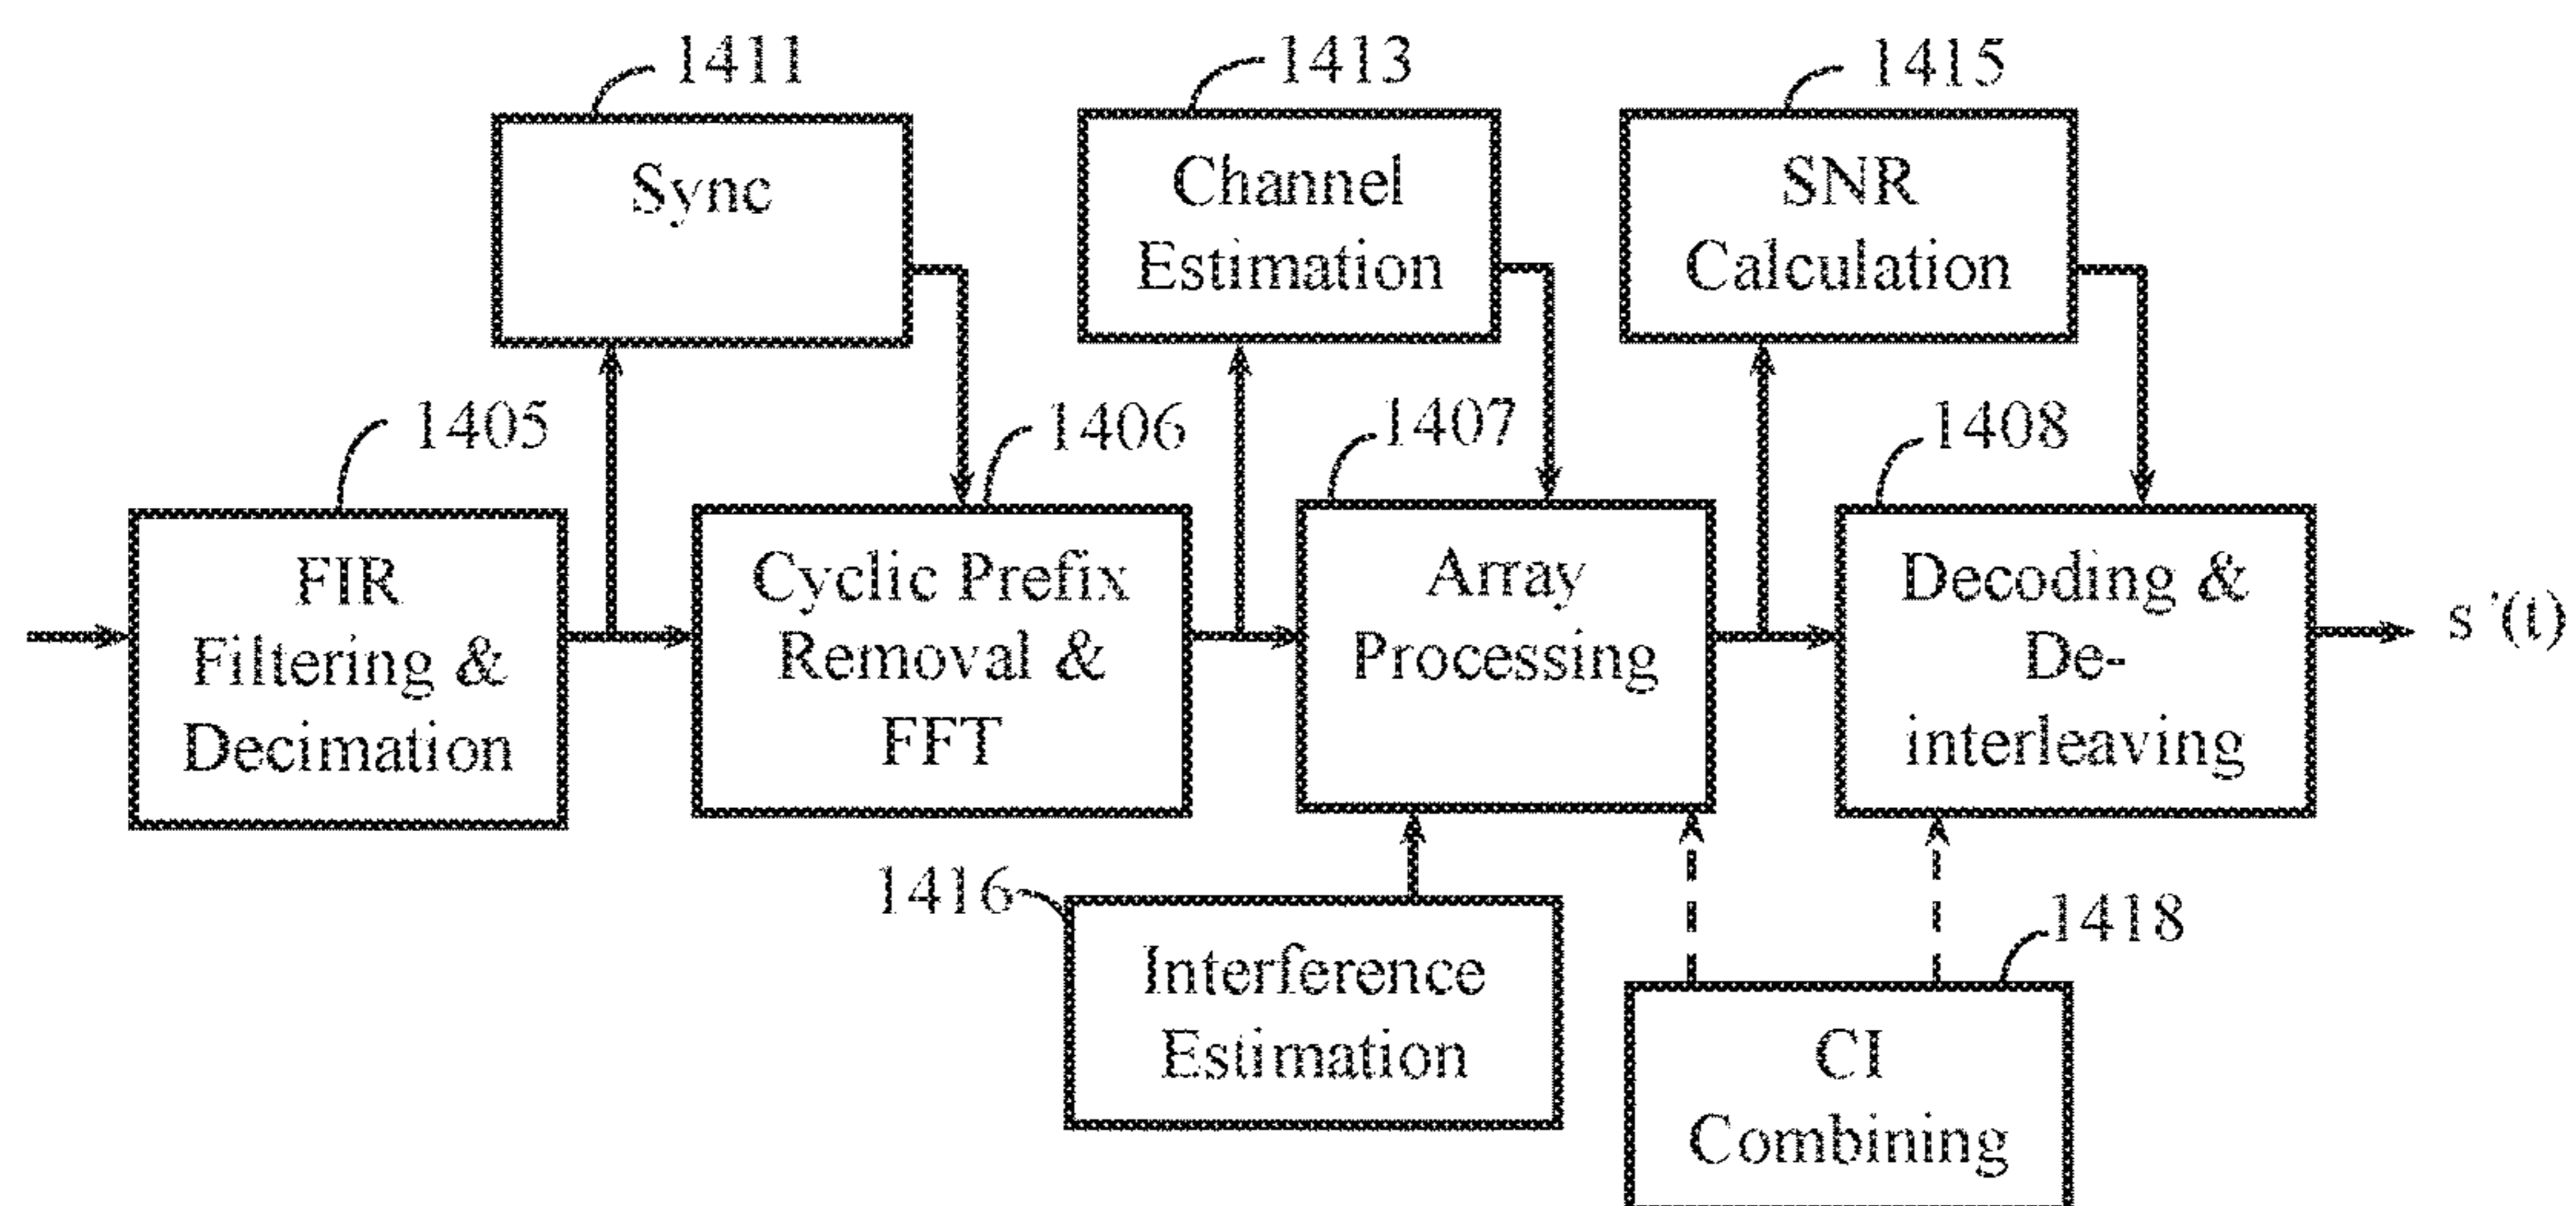 1411
1413
1415
Sync
Channel
Estimation
SNR
Calculation
1405
1406
1407
1408
FIR
Filtering &
Decimation
Cyclic Prefix
Removal &
FFT
Array
Processing
Decoding &
De-
interleaving
s'(t)
1416
Interference
Estimation
1418
CI
Combining